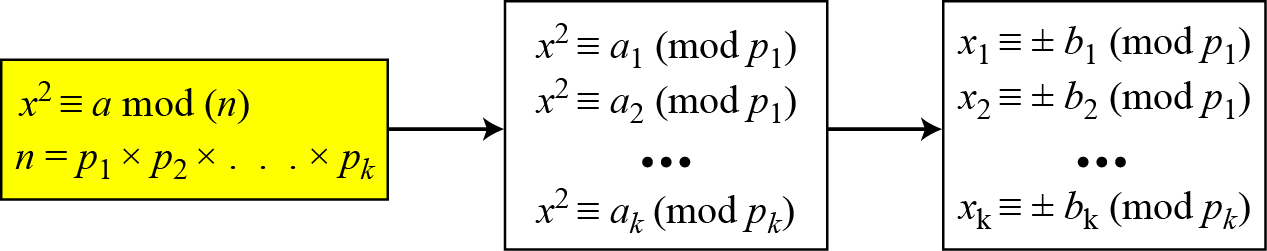 x² ≡ a mod (n)
n = p₁ × p₂ × . . . × pₖ
x² ≡ a₁ (mod p₁)
x² ≡ a₂ (mod p₁)
•••
x² ≡ aₖ (mod pₖ)
x₁ ≡ ± b₁ (mod p₁)
x₂ ≡ ± b₂ (mod p₁)
•••
xₖ ≡ ± bₖ (mod pₖ)